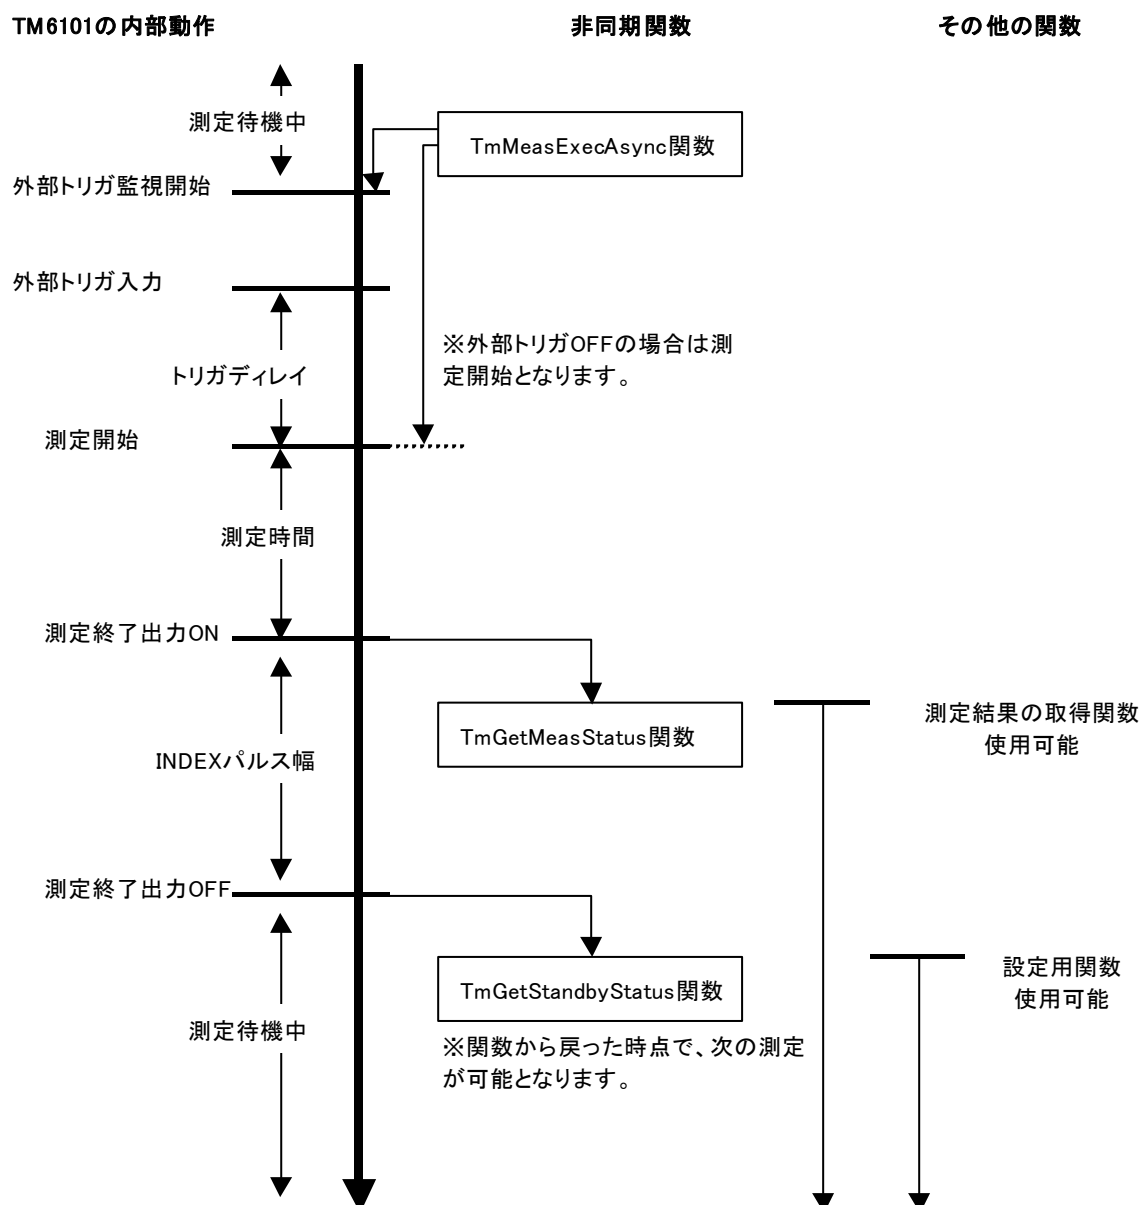 TM6101の内部動作
非同期関数
その他の関数
測定待機中
TmMeasExecAsync関数
外部トリガ監視開始
外部トリガ入力
※外部トリガOFFの場合は測
定開始となります。
トリガディレイ
測定開始
測定時間
測定終了出力ON
TmGetMeasStatus関数
測定結果の取得関数
使用可能
INDEXパルス幅
測定終了出力OFF
TmGetStandbyStatus関数
設定用関数
使用可能
測定待機中
※関数から戻った時点で、次の測定
が可能となります。